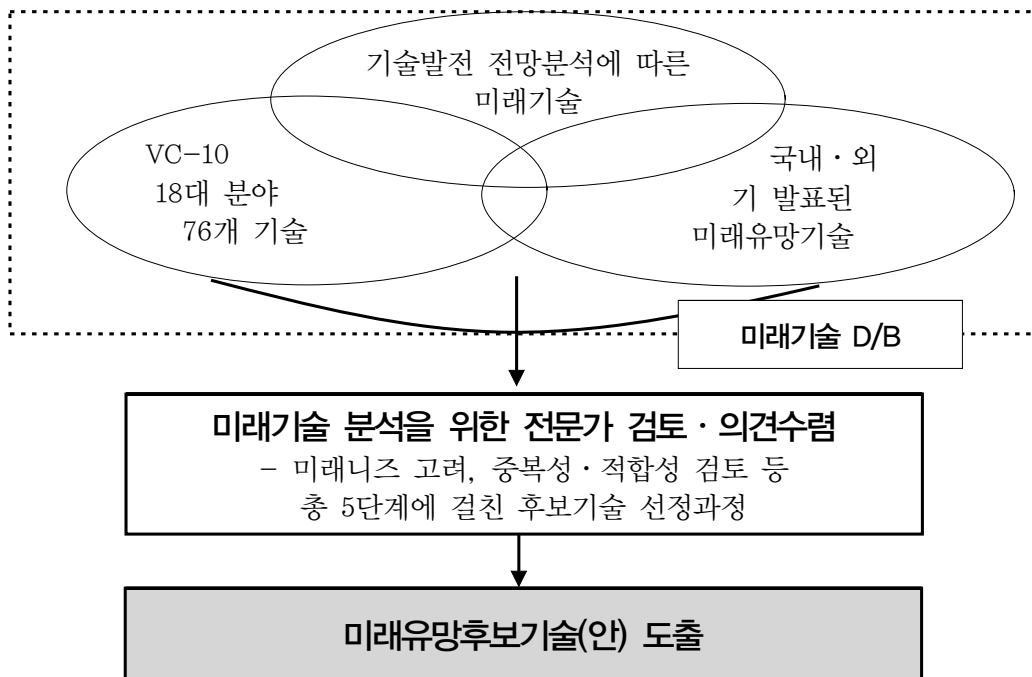 기술발전 전망분석에 따른
미래기술
VC-10
18대 분야
76개 기술
국내·외
기 발표된
미래유망기술
미래기술 D/B
미래기술 분석을 위한 전문가 검토·의견수렴
- 미래니즈 고려, 중복성·적합성 검토 등
총 5단계에 걸친 후보기술 선정과정
미래유망후보기술(안) 도출